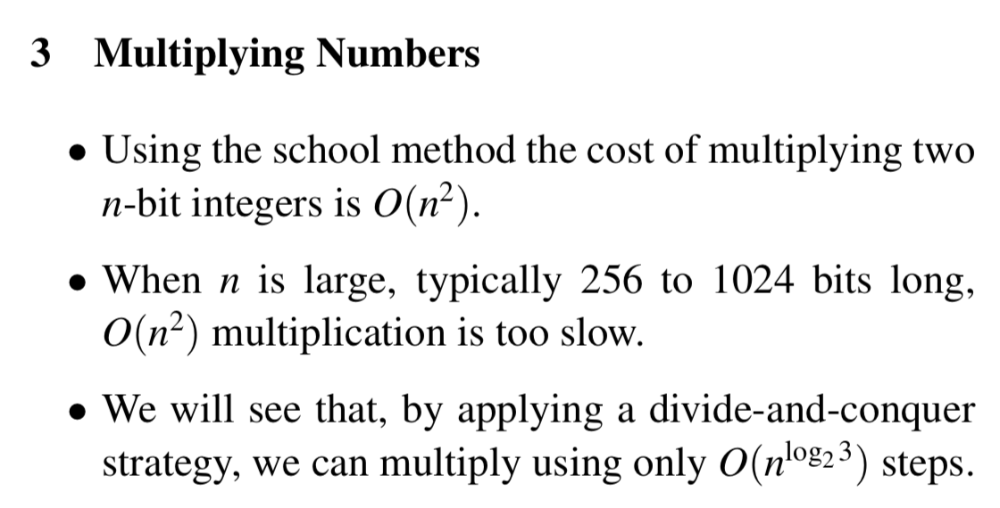 3 Multiplying Numbers
• Using the school method the cost of multiplying two
n-bit integers is O(n²).
• When n is large, typically 256 to 1024 bits long,
O(n²) multiplication is too slow.
• We will see that, by applying a divide-and-conquer
strategy, we can multiply using only O(n^{log₂ 3}) steps.